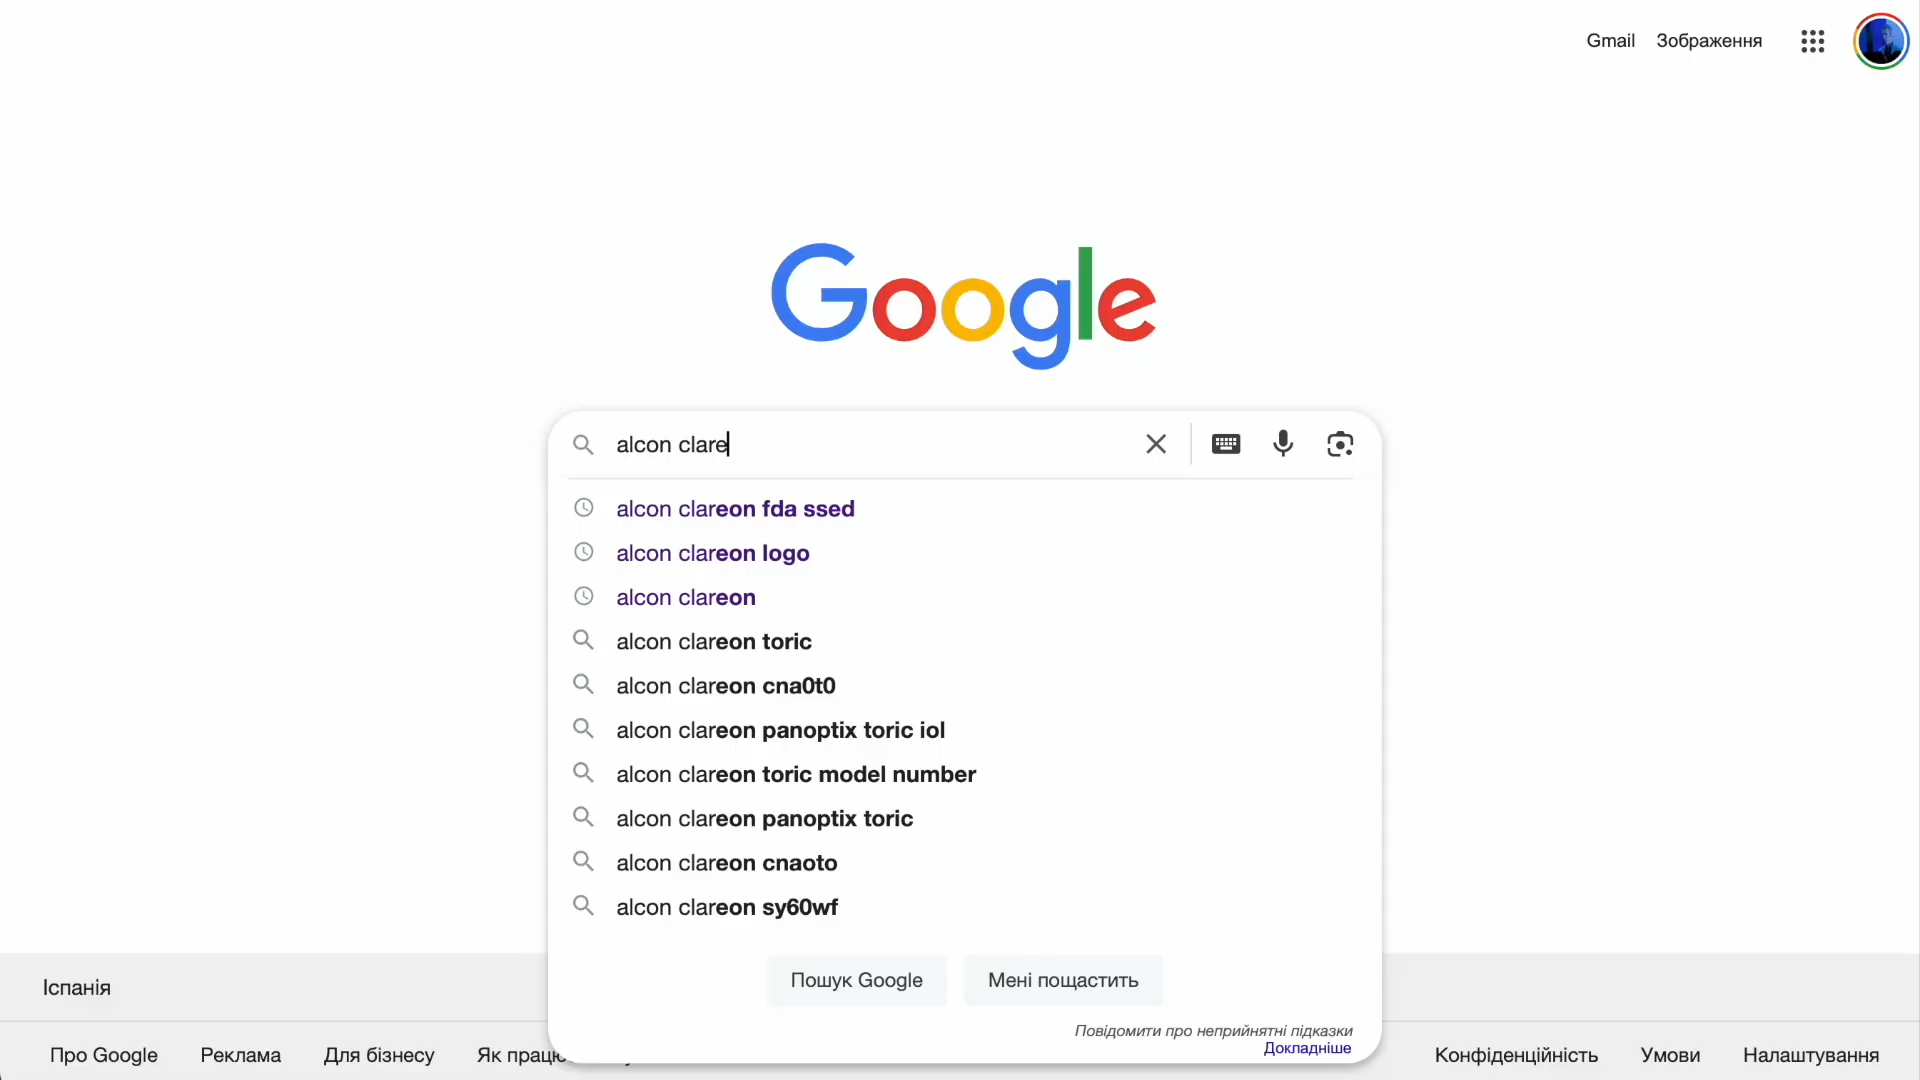 Gmail Зображення
Google
alcon clare
alcon clareon fda ssed
alcon clareon logo
alcon clareon
alcon clareon toric
alcon clareon cna0t0
alcon clareon panoptix toric iol
alcon clareon toric model number
alcon clareon panoptix toric
alcon clareon cnaoto
alcon clareon sy60wf
Пошук Google Мені пощастить
Повідомити про неприйнятні підказки
Докладніше
Іспанія
Про Google Реклама Для бізнесу Як Конфіденційність Умови Налаштування